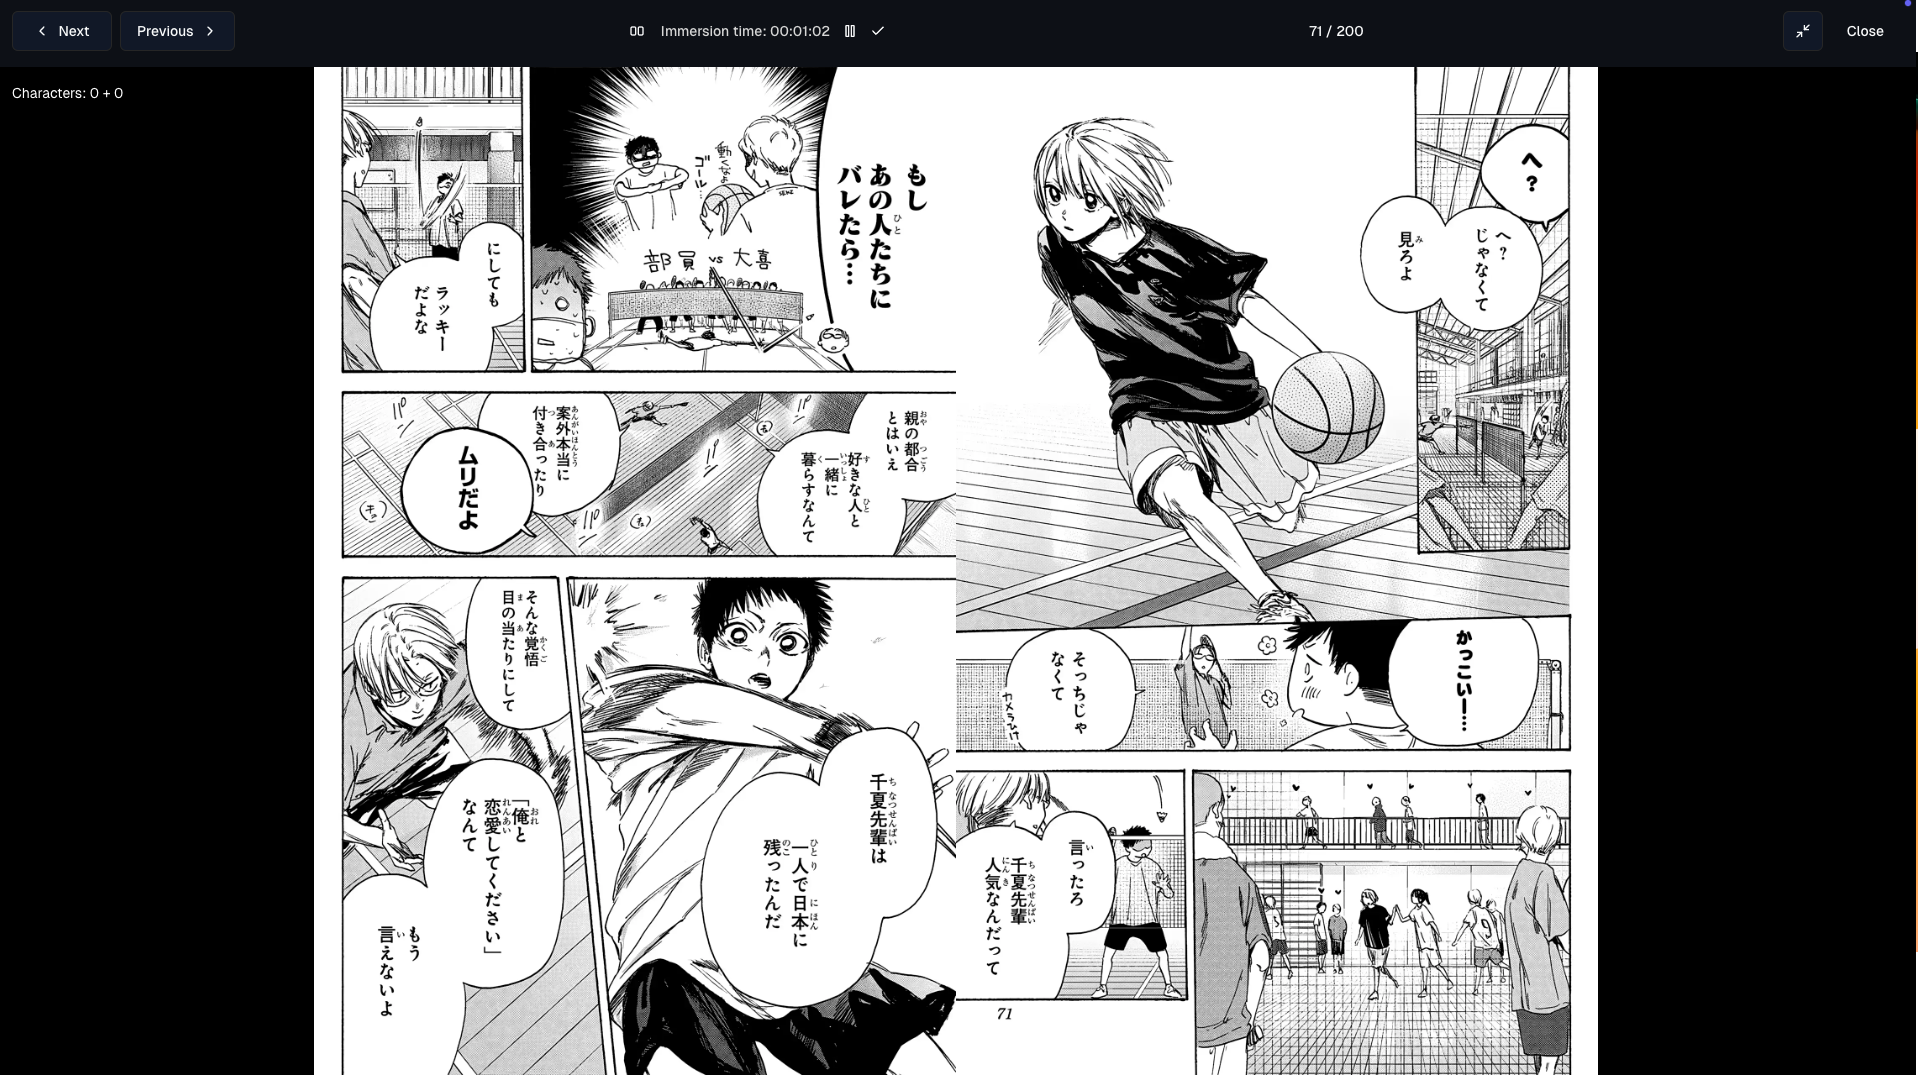 Next
Previous
Immersion time: 00:01:02
71 / 200
Close
Characters: 0 + 0
へ?
へ?
じゃなくて
見ろよ
かっこいー…
そっちじゃ
なくて
カメラひけ
言ったろ
千夏先輩
人気なんだって
71
もし
あの人たちに
バレたら…
動くなよ
ゴール…
部員 vs 大喜
にしても
ラッキー
だよな
親の都合
とはいえ
好きな人と
一緒に
暮らすなんて
案外本当に
付き合ったり
ムリだよ
千夏先輩は
一人で日本に
残ったんだ
そんな覚悟
目の当たりにして
「俺と
恋愛してください」
なんて
もう
言えないよ